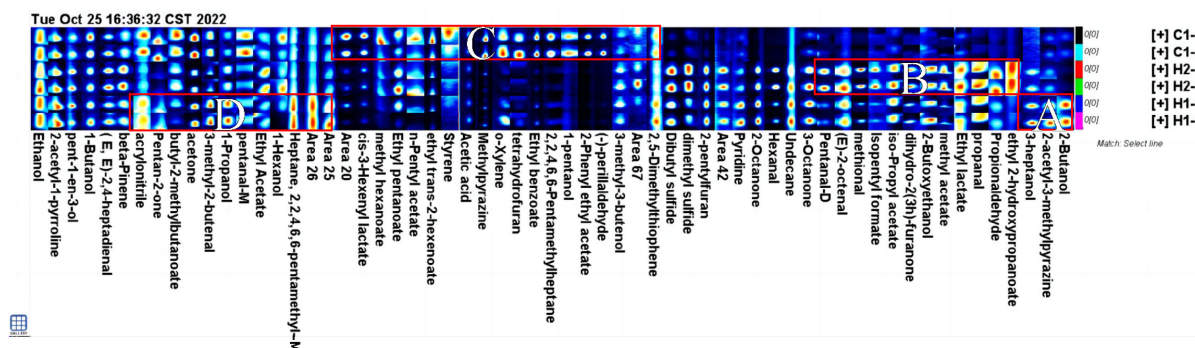 Tue Oct 25 16:36:32 CST 2022
C
B
D
A
0[0]
0[0]
0[0]
0[0]
0[0]
0[0]
[+] C1-
[+] C1-
[+] H2-
[+] H2-
[+] H1-
[+] H1-
Match: Select line
Ethanol
2-acetyl-1-pyrroline
pent-1-en-3-ol
1-Butanol
( E, E)-2,4-heptadienal
beta-Pinene
acrylonitrile
Pentan-2-one
butyl-2-methylbutanoate
acetone
3-methyl-2-butenal
1-Propanol
pentanal-M
Ethyl Acetate
1-Hexanol
Heptane, 2,2,4,6,6-pentamethyl-M
Area 26
Area 25
Area 20
cis-3-Hexenyl lactate
methyl hexanoate
Ethyl pentanoate
n-Pentyl acetate
ethyl trans-2-hexenoate
Styrene
Acetic acid
Methylpyrazine
o-Xylene
tetrahydrofuran
Ethyl benzoate
2,2,4,6,6-Pentamethylheptane
1-pentanol
2-Phenyl ethyl acetate
(-)-perillaldehyde
3-methyl-3-butenol
Area 67
2,5-Dimethylthiophene
Dibutyl sulfide
dimethyl sulfide
2-pentylfuran
Area 42
Pyridine
2-Octanone
Hexanal
Undecane
3-Octanone
Pentanal-D
(E)-2-octenal
methional
Isopentyl formate
iso-Propyl acetate
dihydro-2(3h)-furanone
2-Butoxyethanol
methyl acetate
Ethyl lactate
propanal
Propionaldehyde
ethyl 2-hydroxypropanoate
3-heptanol
2-acetyl-3-methylpyrazine
2-Butanol